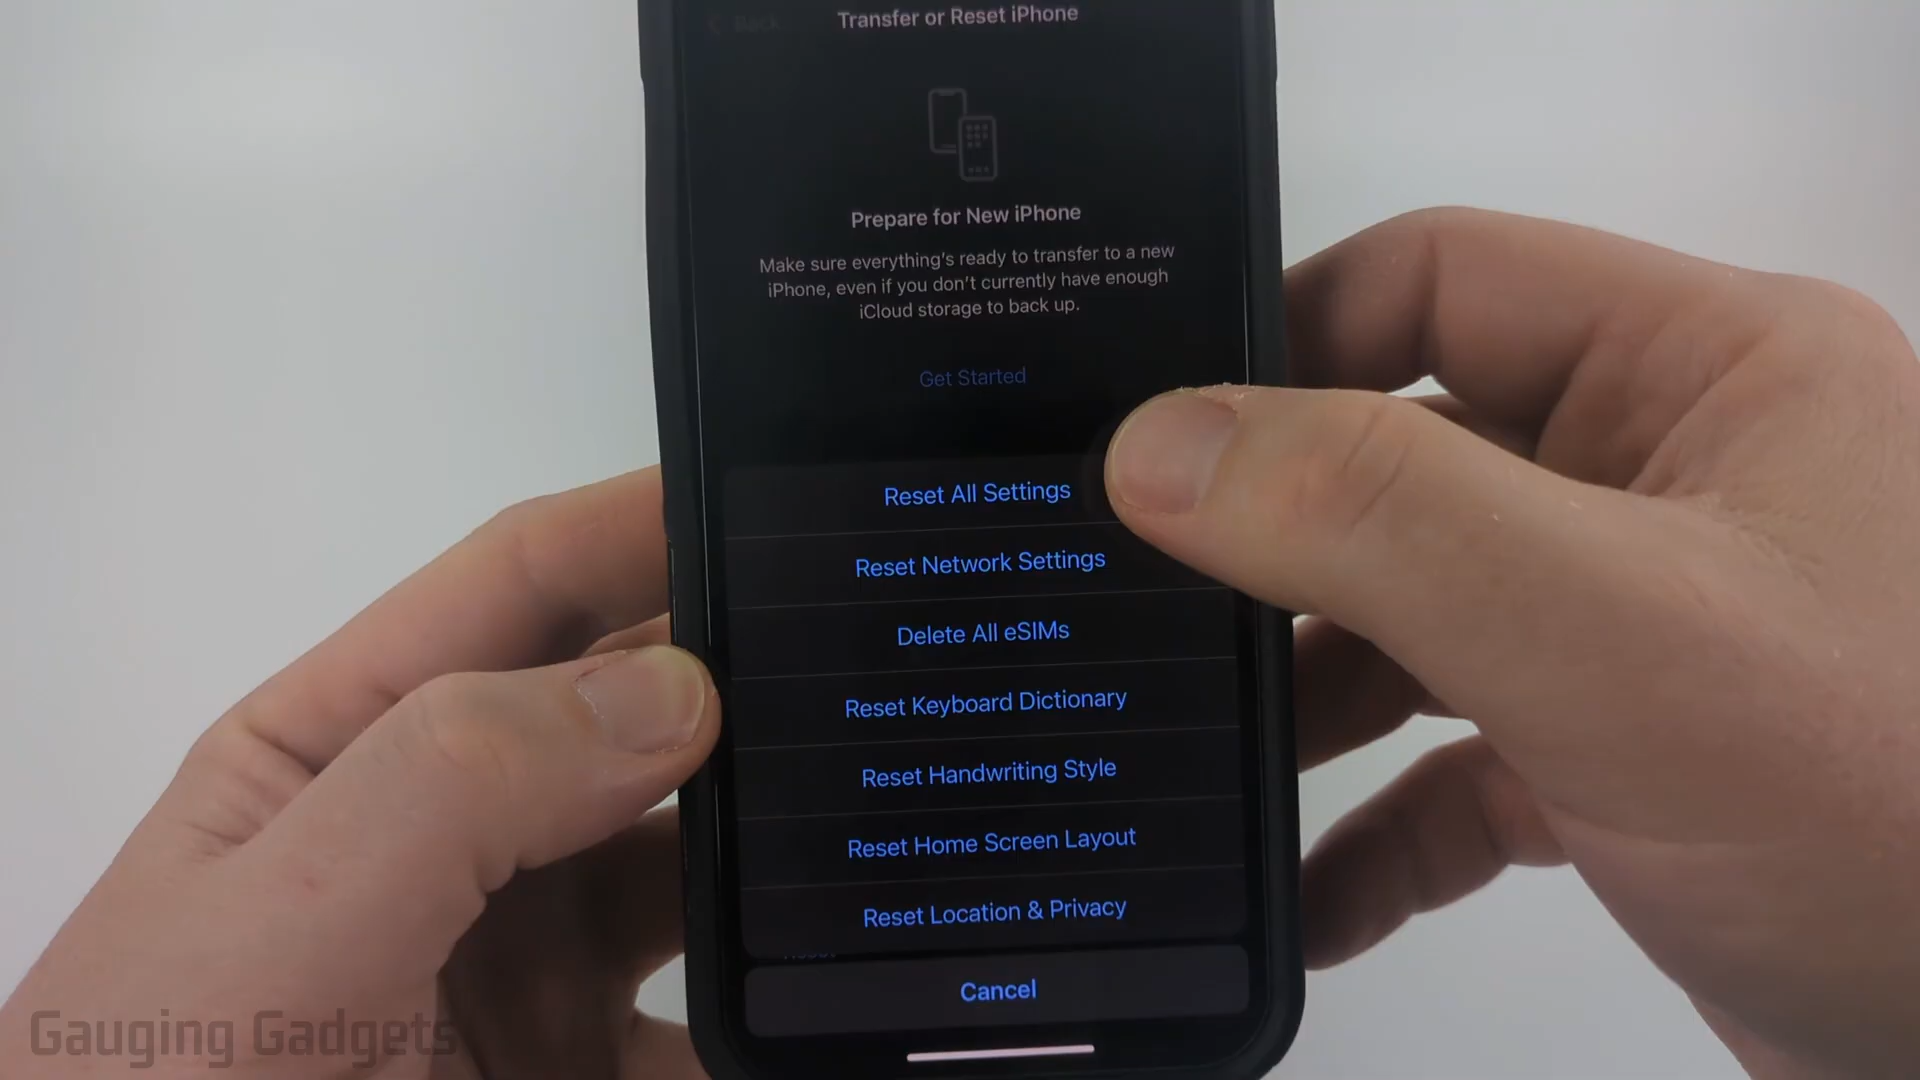 Back
Transfer or Reset iPhone
Prepare for New iPhone
Make sure everything's ready to transfer to a new
iPhone, even if you don't currently have enough
iCloud storage to back up.
Get Started
Reset All Settings
Reset Network Settings
Delete All eSIMs
Reset Keyboard Dictionary
Reset Handwriting Style
Reset Home Screen Layout
Reset Location & Privacy
Reset
Cancel
Gauging Gadgets